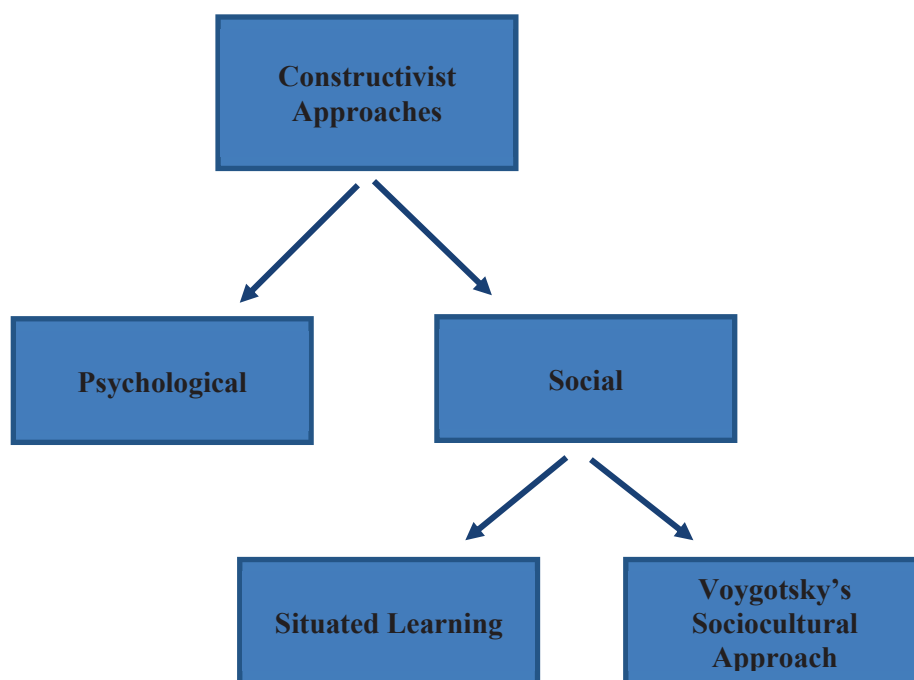 Constructivist
Approaches
Psychological
Social
Situated Learning
Voygotsky’s
Sociocultural
Approach